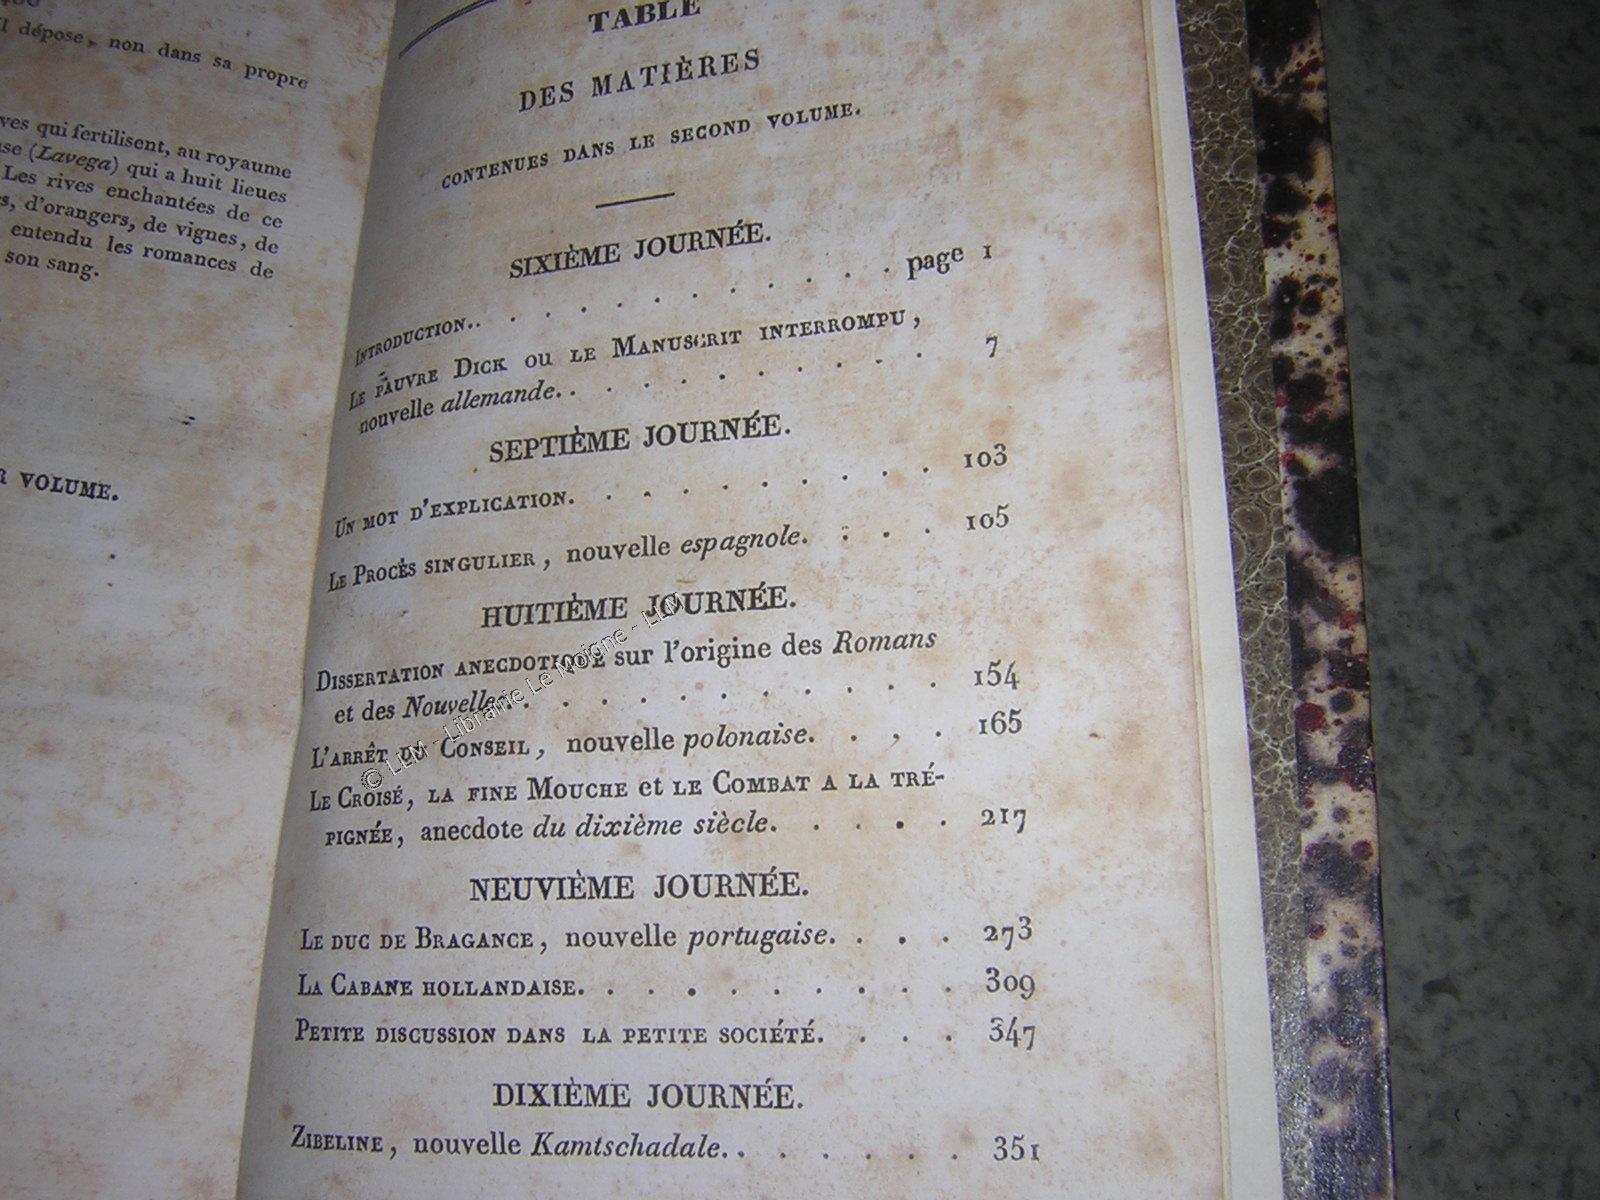 l dépose, non dans sa propre
ves qui fertilisent, au royaume
se (Lavega) qui a huit lieues
Les rives enchantées de ce
s, d'orangers, de vignes, de
entendu les romances de
son sang.
R VOLUME.
TABLE
DES MATIÈRES
CONTENUES DANS LE SECOND VOLUME.
SIXIÈME JOURNÉE.
INTRODUCTION.. . . . . . . . . . . . page 1
LE PAUVRE DICK OU LE MANUSCRIT INTERROMPU,
nouvelle allemande. . . . . . . . . . . 7
SEPTIÈME JOURNÉE.
UN MOT D'EXPLICATION. . . . . . . . . . . 103
LE PROCÈS SINGULIER, nouvelle espagnole. . . . . 105
HUITIÈME JOURNÉE.
DISSERTATION ANECDOTIQUE sur l'origine des Romans
et des Nouvelles. . . . . . . . . . . . . 154
L'ARRÊT DU CONSEIL, nouvelle polonaise. . . . 165
LE CROISÉ, LA FINE MOUCHE et LE COMBAT A LA TRÉ-
PIGNÉE, anecdote du dixième siècle. . . . . 217
NEUVIÈME JOURNÉE.
LE DUC DE BRAGANCE, nouvelle portugaise. . . . 273
LA CABANE HOLLANDAISE. . . . . . . . . . 309
PETITE DISCUSSION DANS LA PETITE SOCIÉTÉ. . . . 347
DIXIÈME JOURNÉE.
ZIBELINE, nouvelle Kamtschadale. . . . . . . 351
© LLM - Librairie Le Moigne - LLM